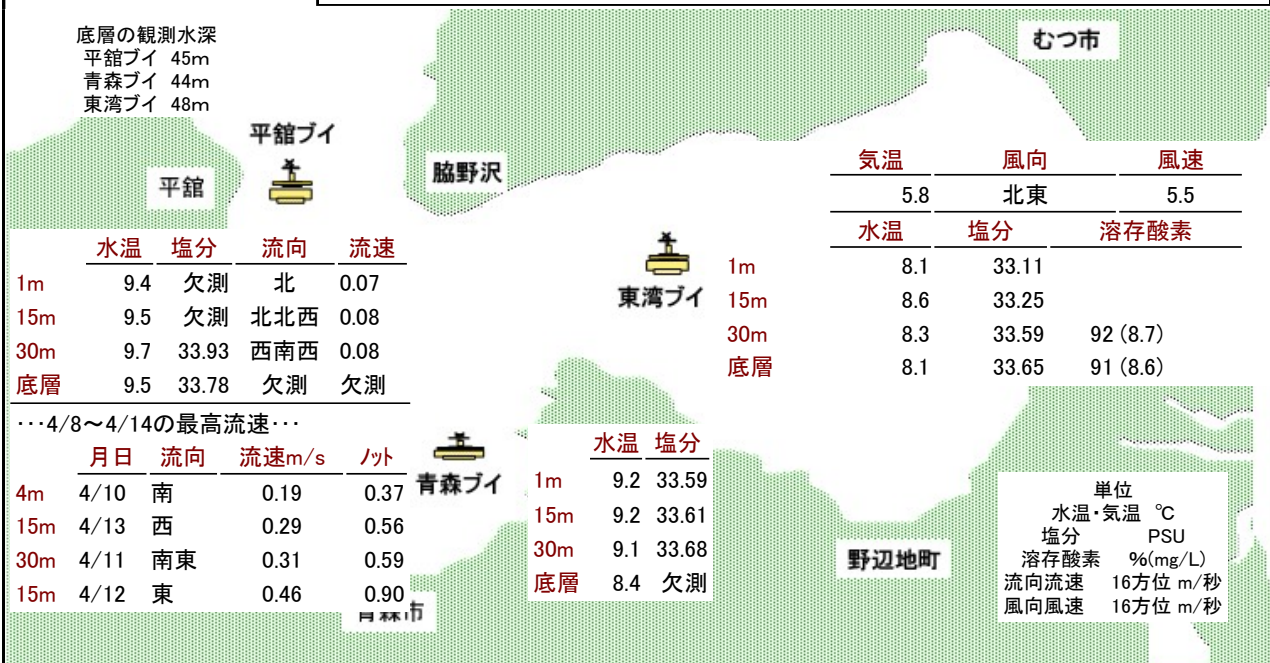 底層の観測水深
平舘ブイ 45m
青森ブイ 44m
東湾ブイ 48m
むつ市
平舘ブイ
平舘
脇野沢
気温 風向 風速
5.8 北東 5.5
水温 塩分 溶存酸素
1m 8.1 33.11
15m 8.6 33.25
30m 8.3 33.59 92 (8.7)
底層 8.1 33.65 91 (8.6)
東湾ブイ
水温 塩分 流向 流速
1m 9.4 欠測 北 0.07
15m 9.5 欠測 北北西 0.08
30m 9.7 33.93 西南西 0.08
底層 9.5 33.78 欠測 欠測
…4/8～4/14の最高流速…
月日 流向 流速m/s ノット
4m 4/10 南 0.19 0.37
15m 4/13 西 0.29 0.56
30m 4/11 南東 0.31 0.59
15m 4/12 東 0.46 0.90
青森ブイ
水温 塩分
1m 9.2 33.59
15m 9.2 33.61
30m 9.1 33.68
底層 8.4 欠測
青森市
野辺地町
単位
水温・気温 ℃
塩分 PSU
溶存酸素 %(mg/L)
流向流速 16方位 m/秒
風向風速 16方位 m/秒